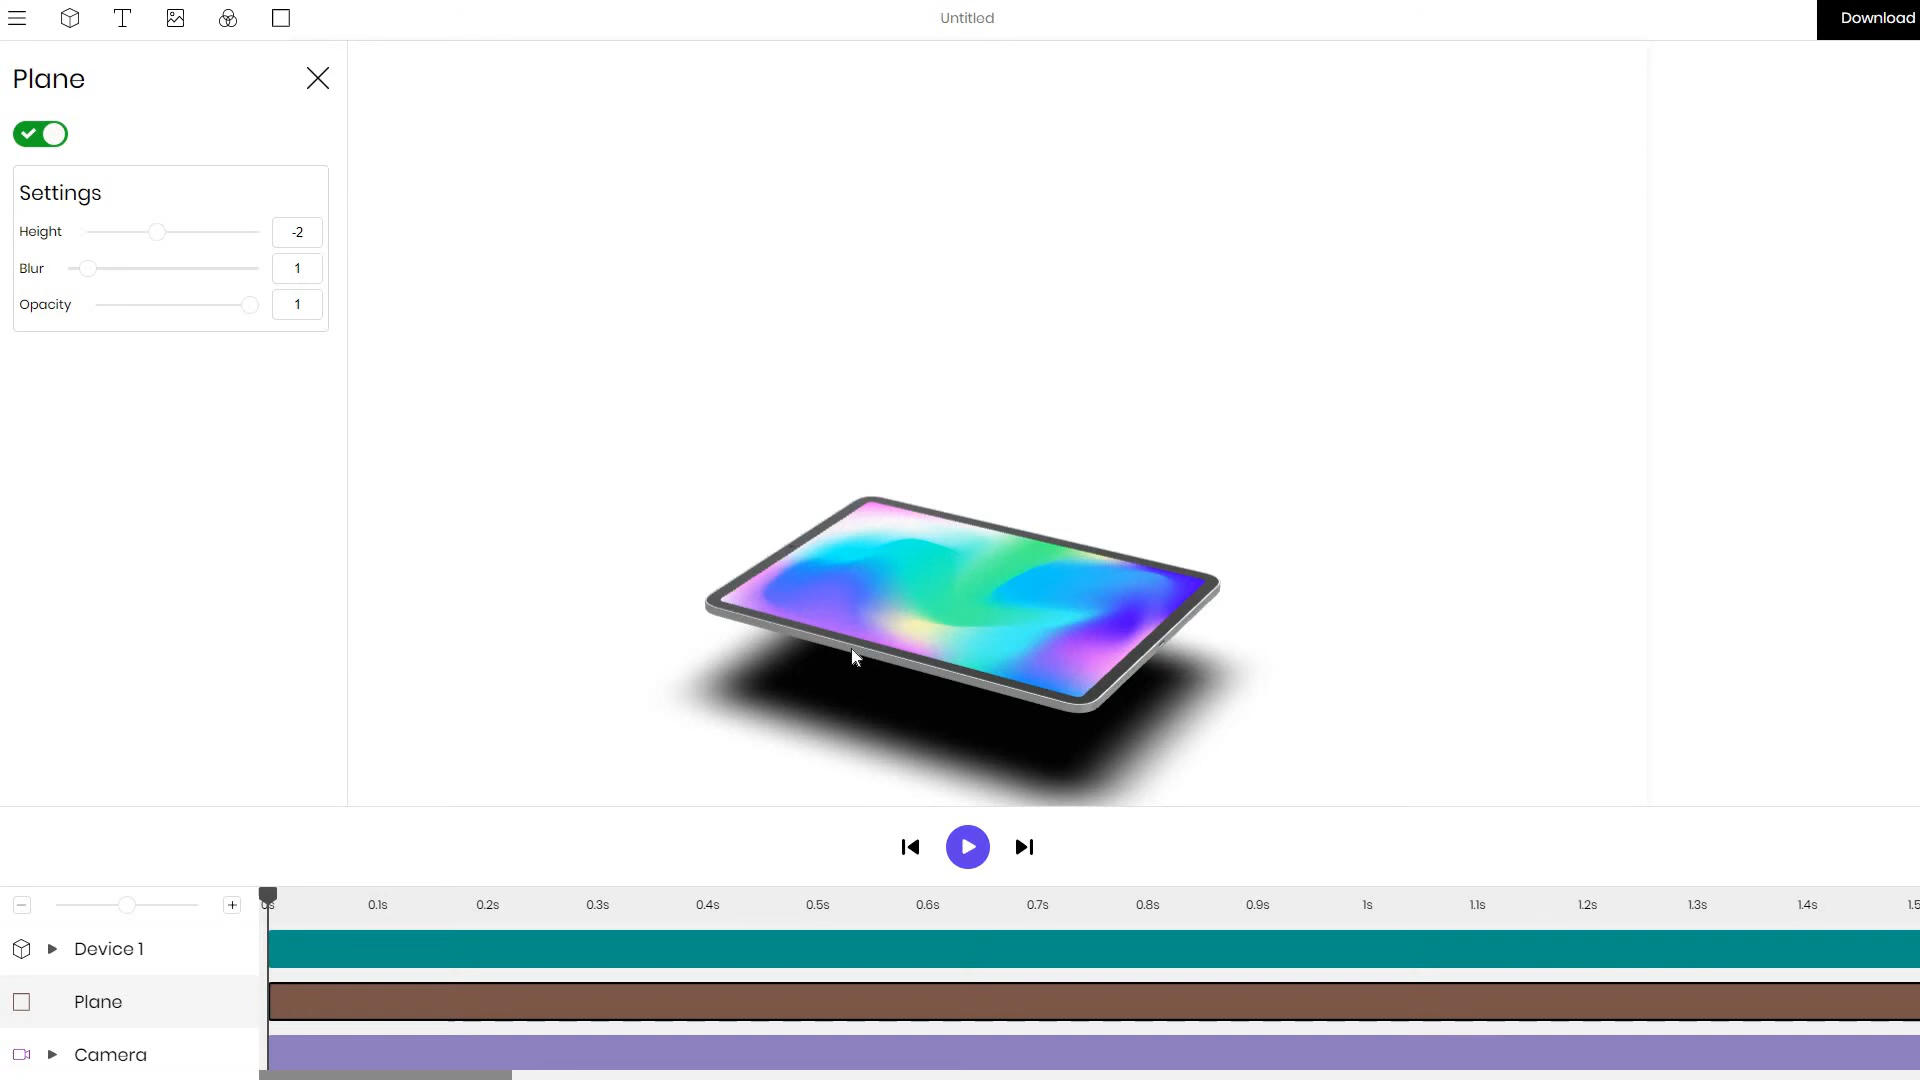 Untitled
Download
Plane
Settings
Height -2
Blur 1
Opacity 1
0s 0.1s 0.2s 0.3s 0.4s 0.5s 0.6s 0.7s 0.8s 0.9s 1s 1.1s 1.2s 1.3s 1.4s 1.5
Device 1
Plane
Camera